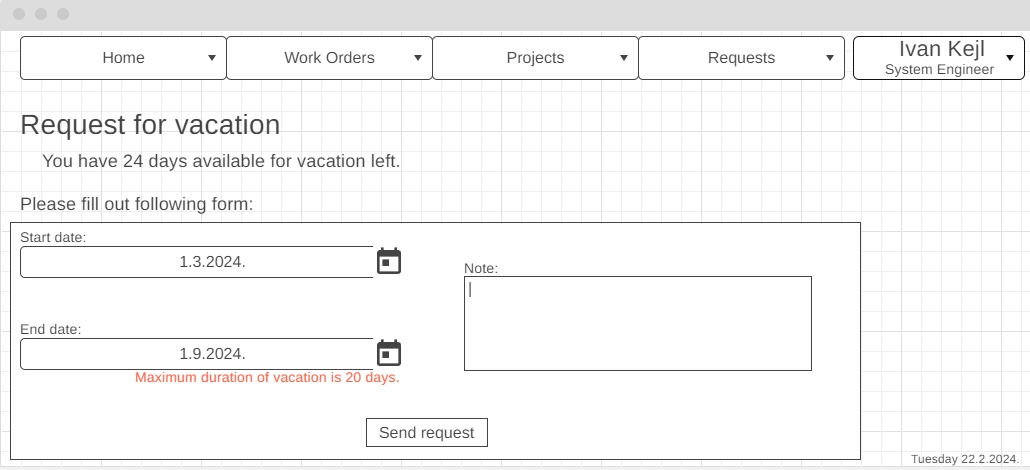 Home
Work Orders
Projects
Requests
Ivan Kejl
System Engineer
Request for vacation
You have 24 days available for vacation left.
Please fill out following form:
Start date:
1.3.2024.
Note:
End date:
1.9.2024.
Maximum duration of vacation is 20 days.
Send request
Tuesday 22.2.2024.